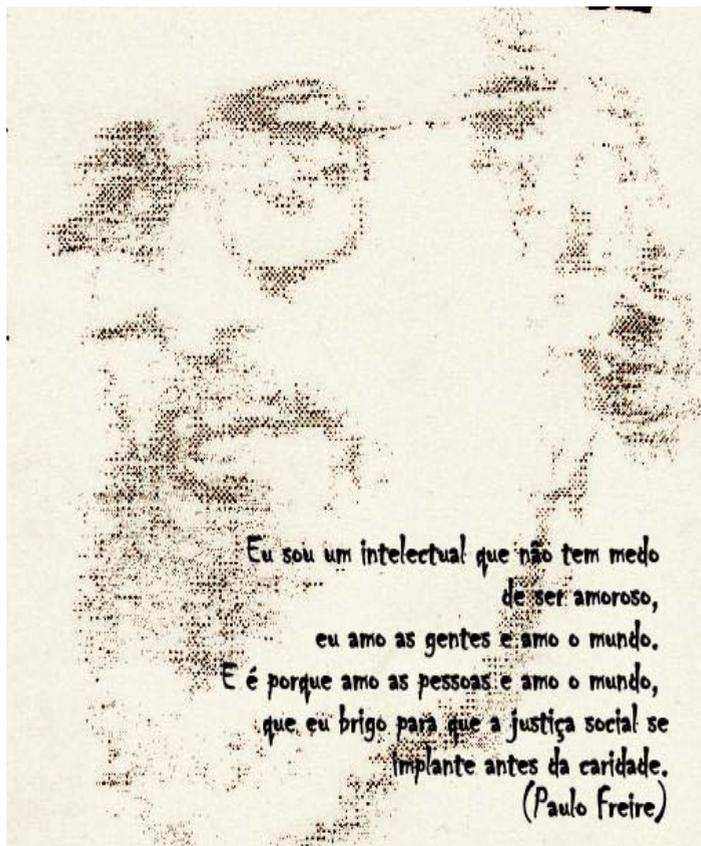 Eu sou um intelectual que não tem medo
de ser amoroso,
eu amo as gentes e amo o mundo.
E é porque amo as pessoas e amo o mundo,
que eu brigo para que a justiça social se
implante antes da caridade.
(Paulo Freire)